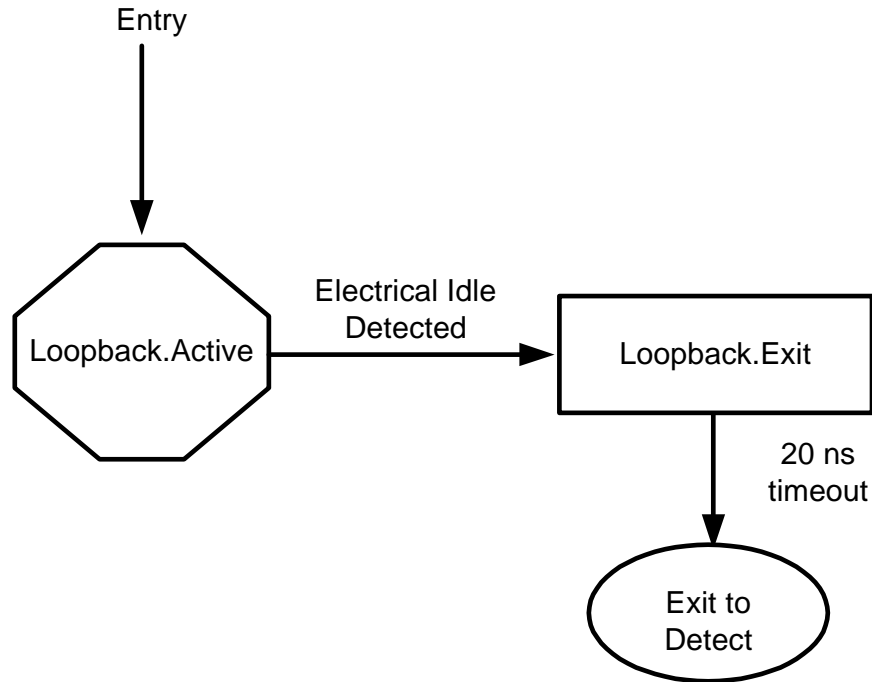 Entry
Loopback.Active
Electrical Idle
Detected
Loopback.Exit
20 ns
timeout
Exit to
Detect